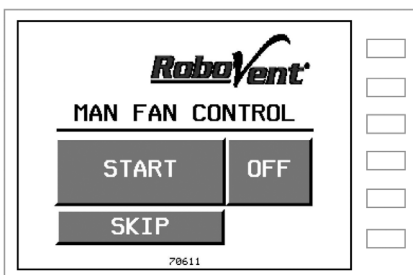 RoboVent
MAN FAN CONTROL
START OFF
SKIP
70611